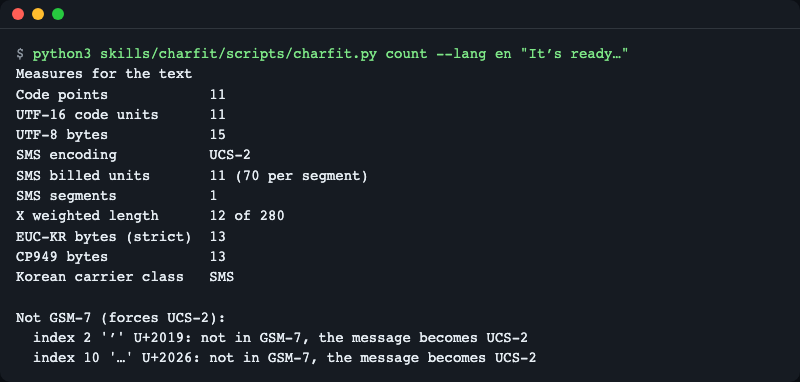 $ python3 skills/charfit/scripts/charfit.py count --lang en "It’s ready…"
Measures for the text
Code points            11
UTF-16 code units      11
UTF-8 bytes            15
SMS encoding           UCS-2
SMS billed units       11 (70 per segment)
SMS segments           1
X weighted length      12 of 280
EUC-KR bytes (strict)  13
CP949 bytes            13
Korean carrier class   SMS

Not GSM-7 (forces UCS-2):
  index 2 '’' U+2019: not in GSM-7, the message becomes UCS-2
  index 10 '…' U+2026: not in GSM-7, the message becomes UCS-2